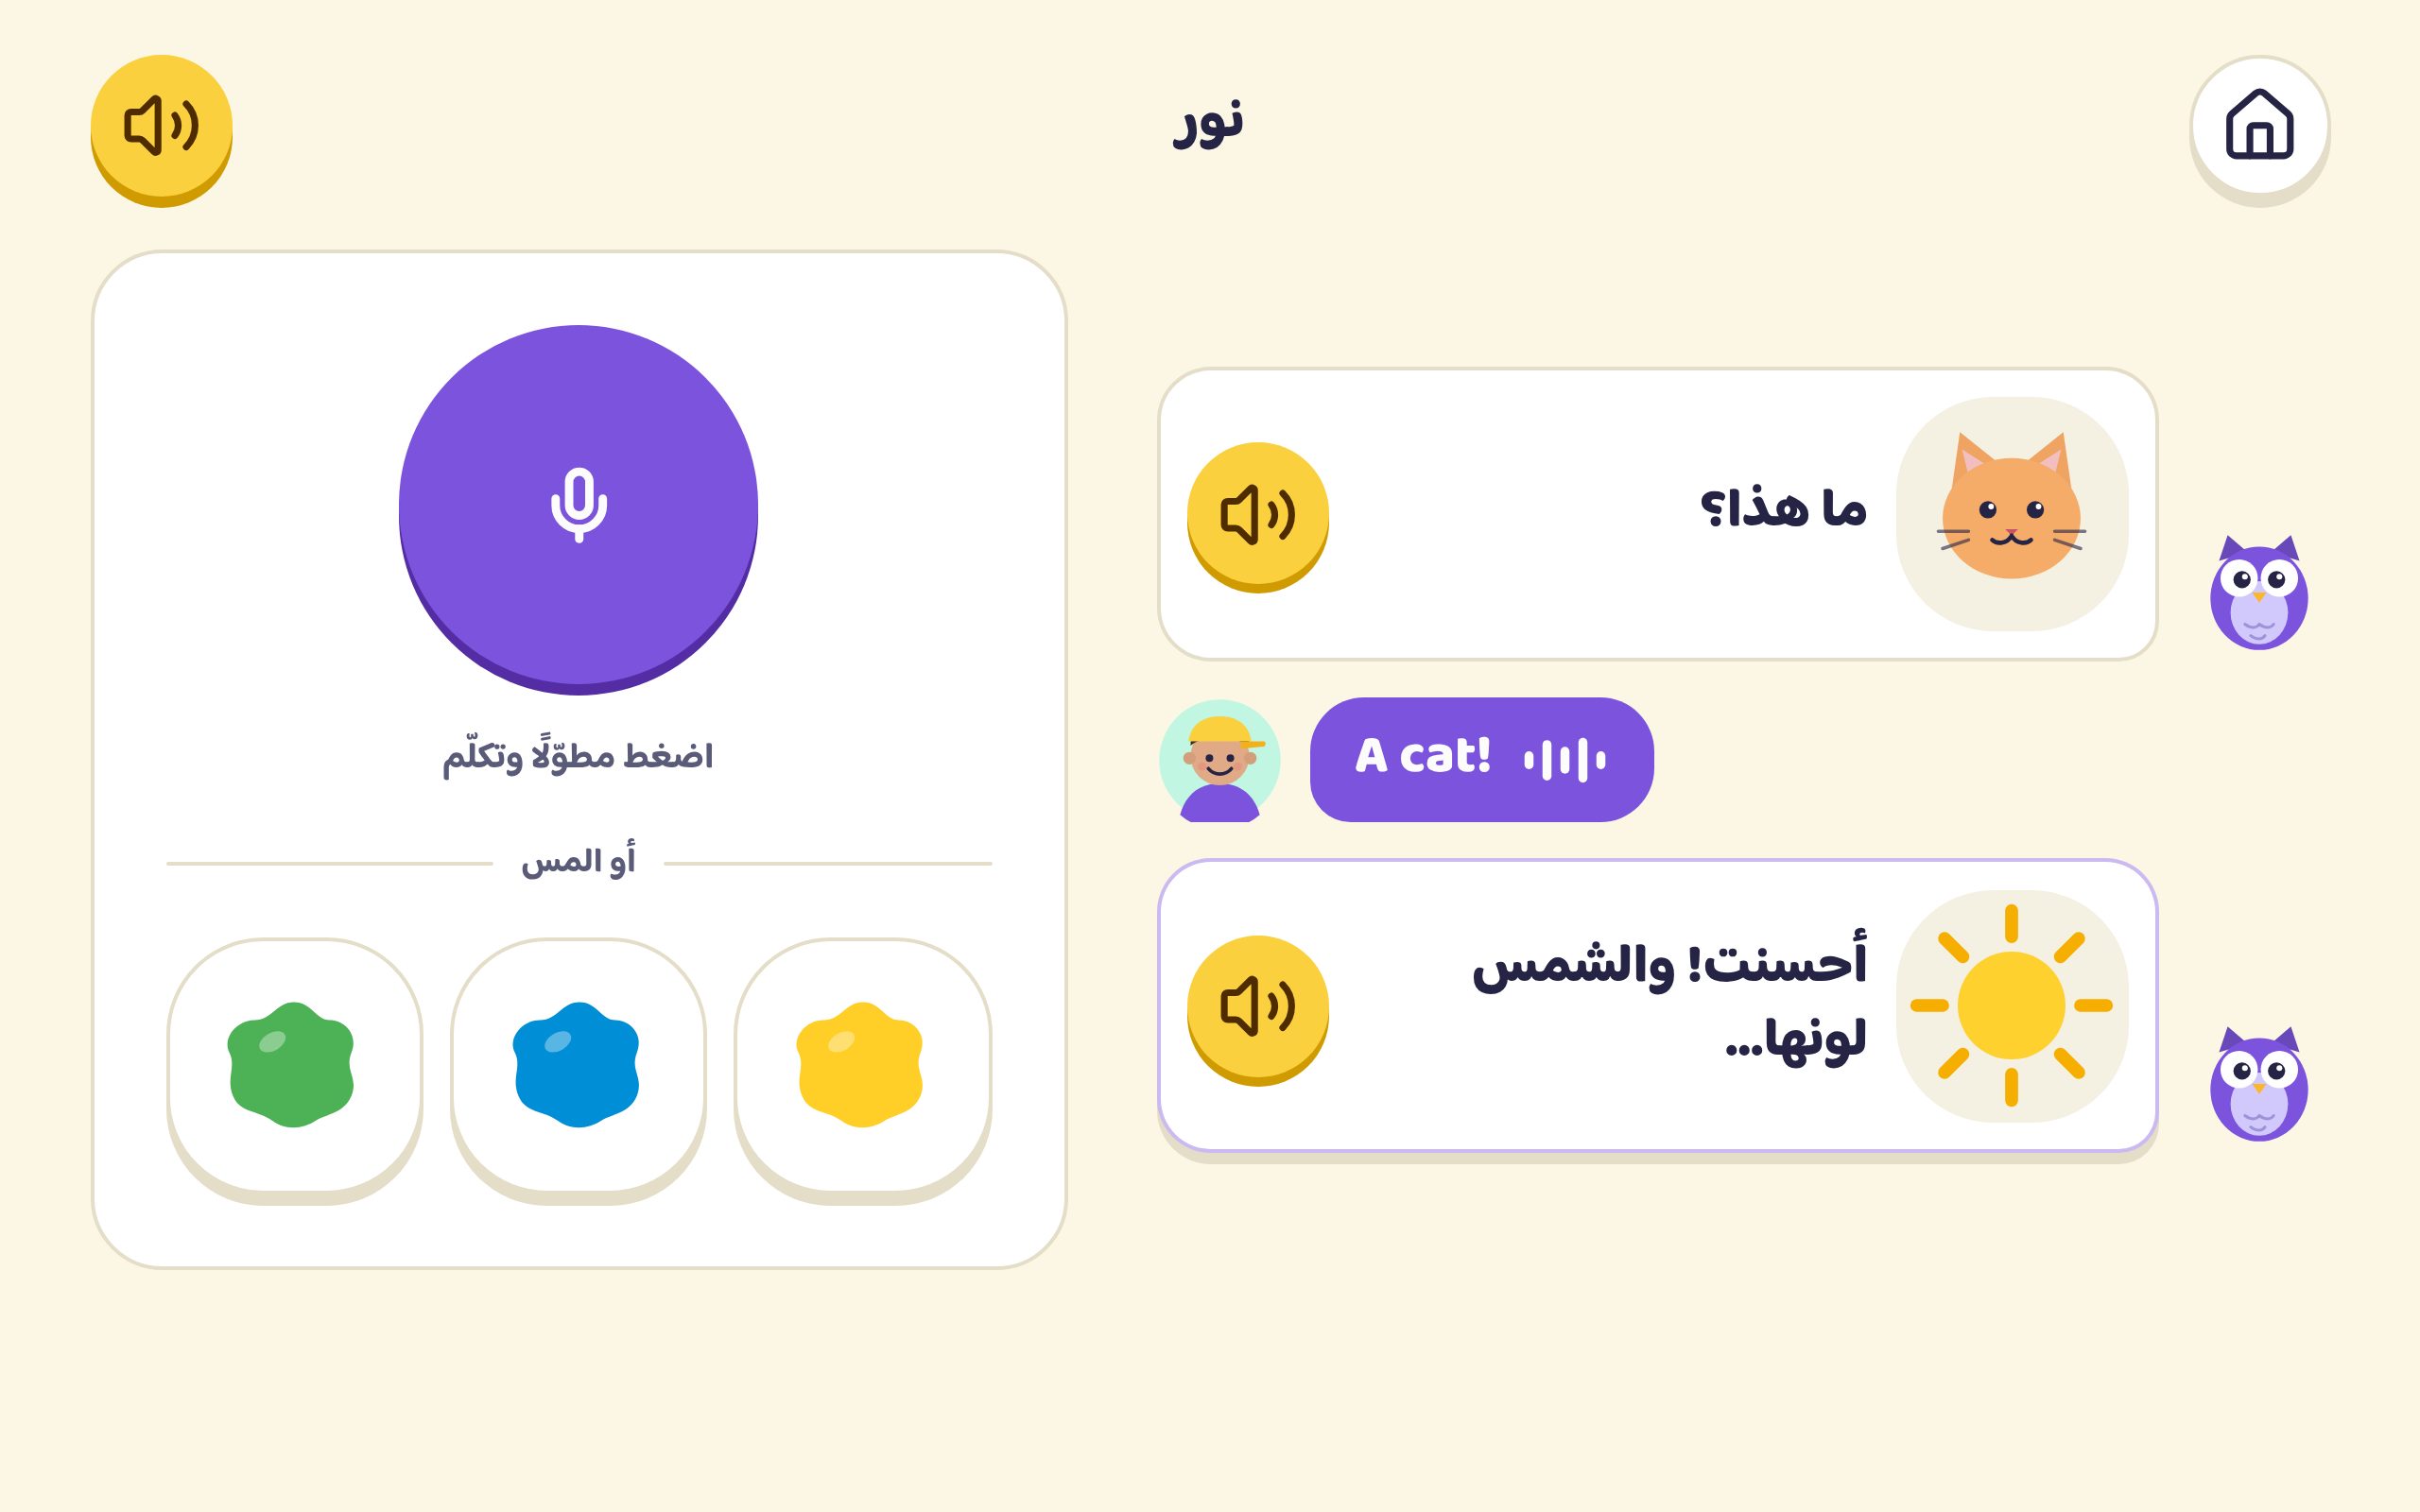 نور
ما هذا؟
A cat!
أحسنت! والشمس
لونها...
اضغط مطوّلًا وتكلّم
أو المس